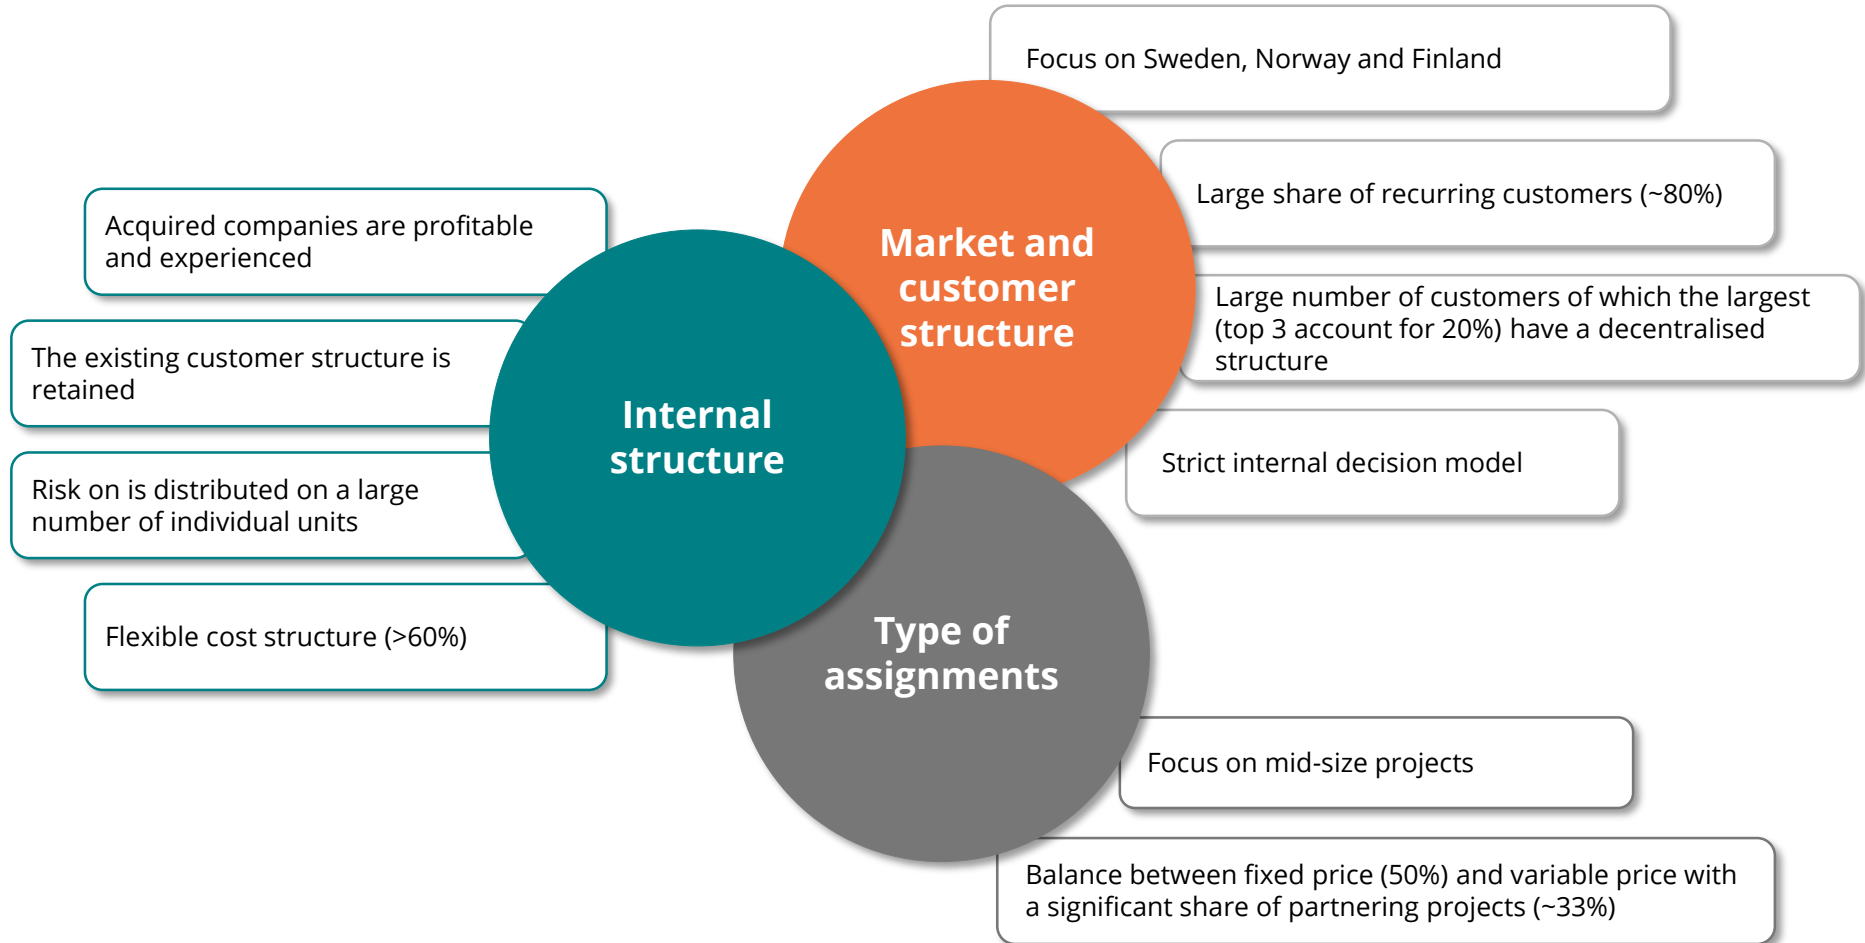 Focus on Sweden, Norway and Finland
Large share of recurring customers (~80%)
Large number of customers of which the largest
(top 3 account for 20%) have a decentralised
structure
Strict internal decision model
Market and
customer
structure
Acquired companies are profitable
and experienced
The existing customer structure is
retained
Risk on is distributed on a large
number of individual units
Flexible cost structure (>60%)
Internal
structure
Type of
assignments
Focus on mid-size projects
Balance between fixed price (50%) and variable price with
a significant share of partnering projects (~33%)